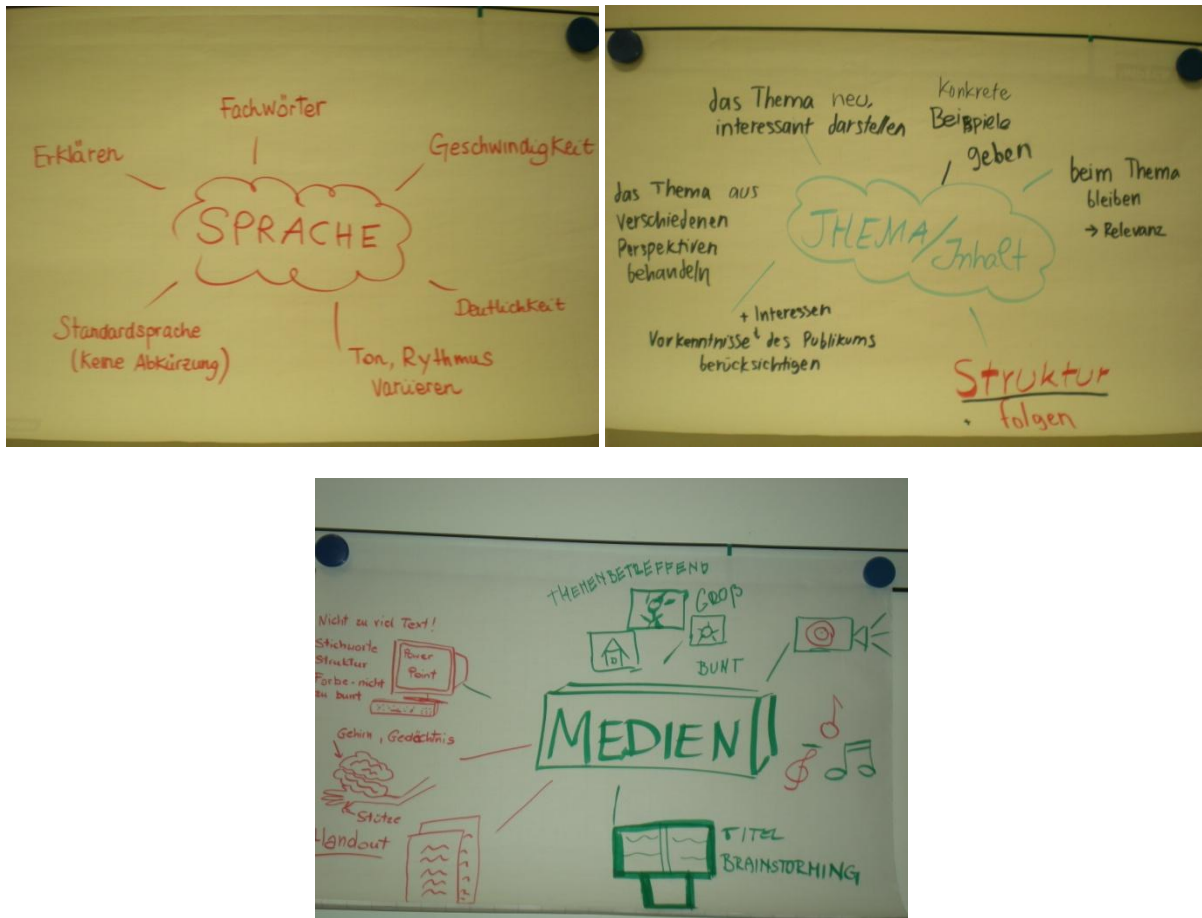 Fachwörter
Erklären
Geschwindigkeit
SPRACHE
Deutlichkeit
Standardsprache
(Keine Abkürzung)
Ton, Rythmus
Variieren
das Thema neu,
interessant darstellen
Konkrete
Beispiele
geben
beim Thema
bleiben
→ Relevanz
das Thema aus
verschiedenen
Perspektiven
behandeln
THEMA/Inhalt
+ Interessen
Vorkenntnisse des Publikums
berücksichtigen
Struktur
folgen
THEMENBETREFFEND
GROß
BUNT
Nicht zu viel Text!
Stichworte
Struktur
Farbe - nicht
zu bunt
Power
Point
MEDIEN
Gehirn, Gedächtnis
Stütze
Handout
TITEL
BRAINSTORMING